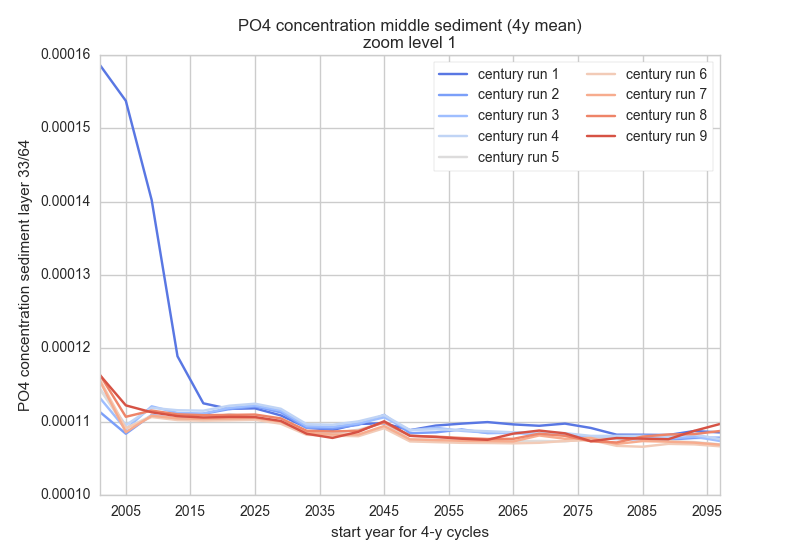 PO4 concentration middle sediment (4y mean)
zoom level 1
PO4 concentration sediment layer 33/64
0.00016
0.00015
0.00014
0.00013
0.00012
0.00011
0.00010
century run 1
century run 2
century run 3
century run 4
century run 5
century run 6
century run 7
century run 8
century run 9
2005 2015 2025 2035 2045 2055 2065 2075 2085 2095
start year for 4-y cycles